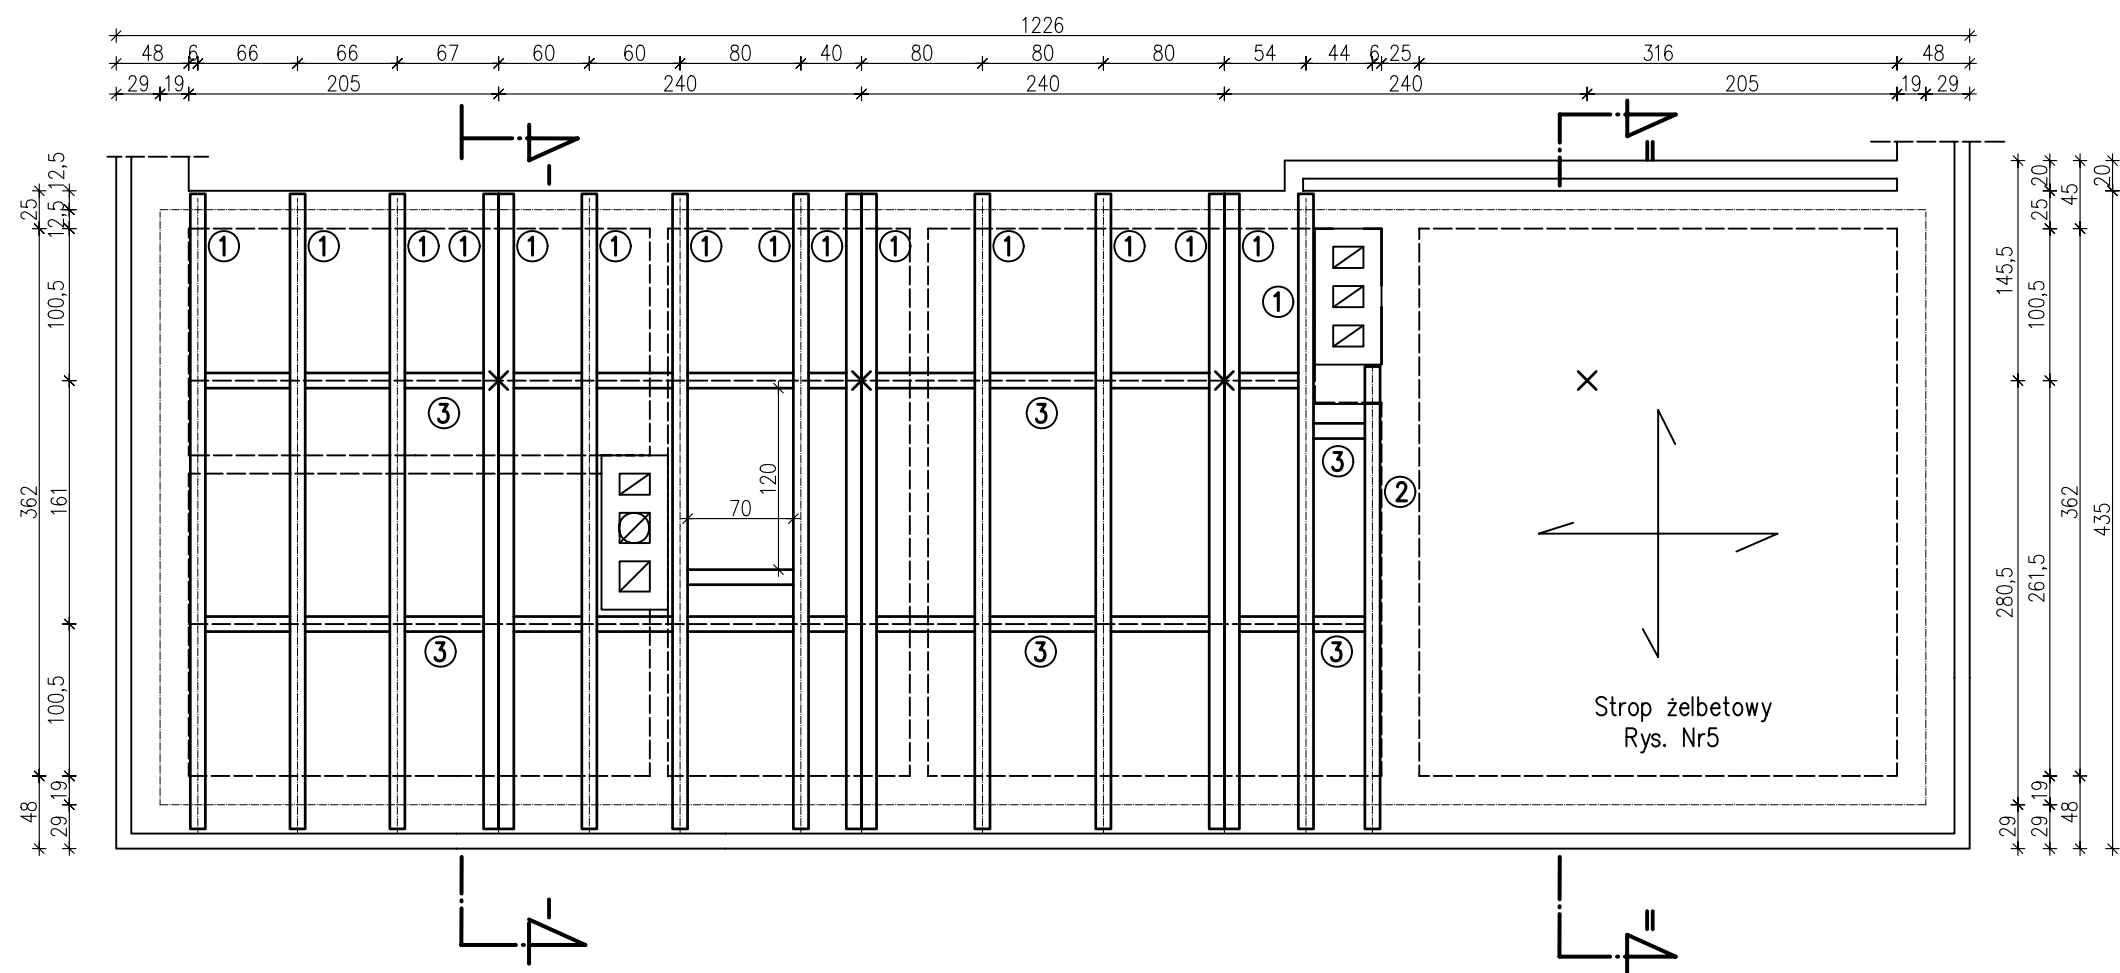 1226
48 6 66 66 67 60 60 80 40 80 80 80 54 44 6 25 316 48
29 19 205 240 240 240 205 19 29
I II
12,5 20 20
25 12,5 25 45
1 1 1 1 1 1 1 1 1 1 1 1 1 1
100,5 145,5 100,5
1
3 3
3
362 161 120 2 362 435
70
280,5 261,5
3 3 3
100,5
Strop żelbetowy
Rys. Nr5
48 19 29 29 19 29 48
I II